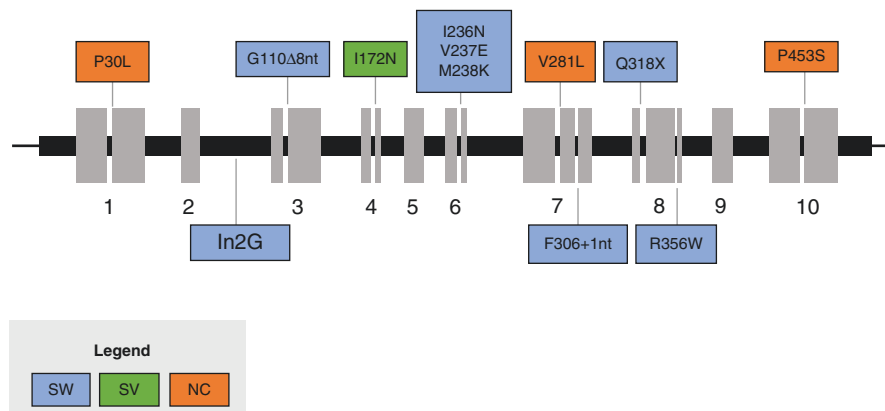 P30L
G110Δ8nt
I172N
I236N
V237E
M238K
V281L
Q318X
P453S
1
2
3
4
5
6
7
8
9
10
In2G
F306+1nt
R356W
Legend
SW
SV
NC